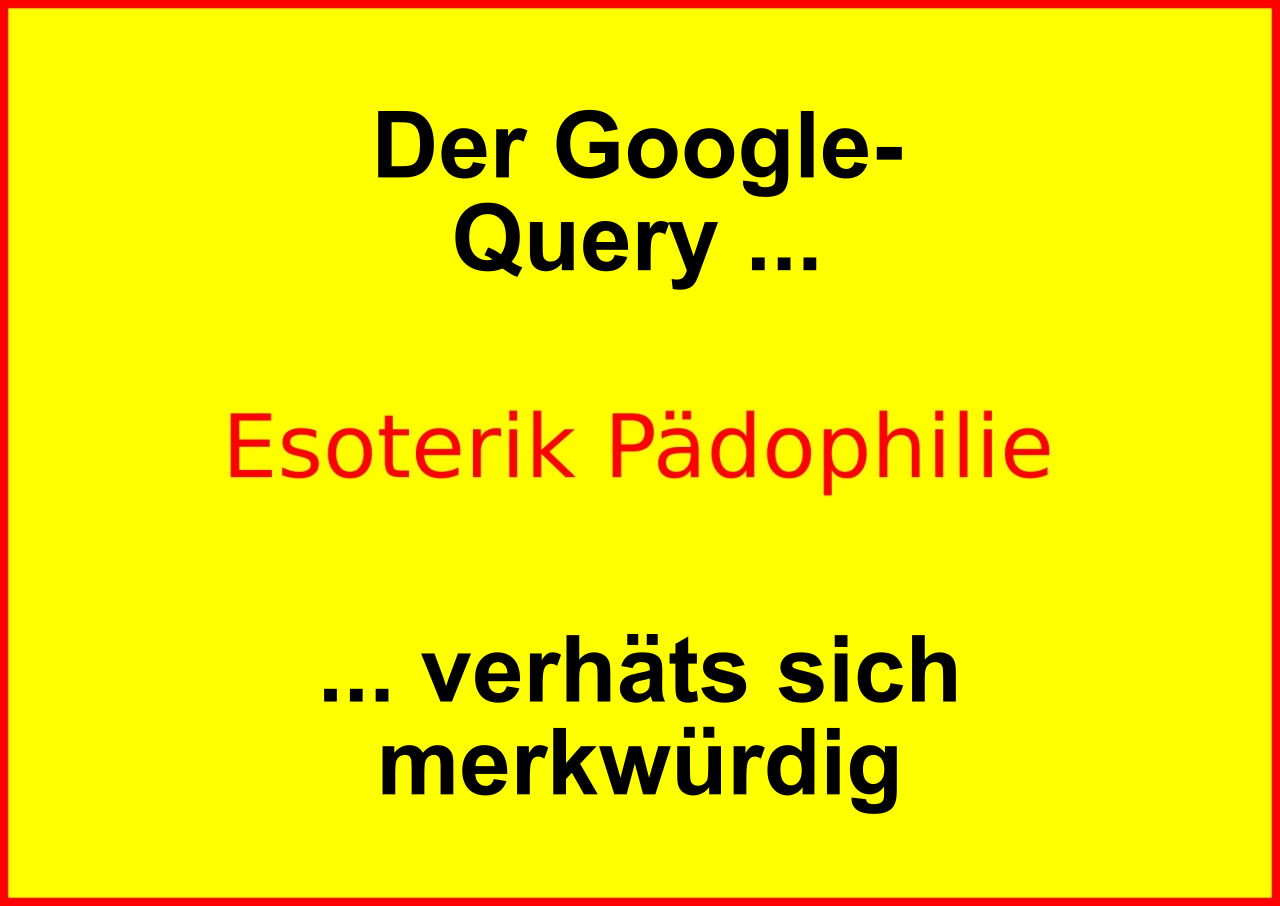 Der Google-
Query ...
Esoterik Pädophilie
... verhäts sich
merkwürdig